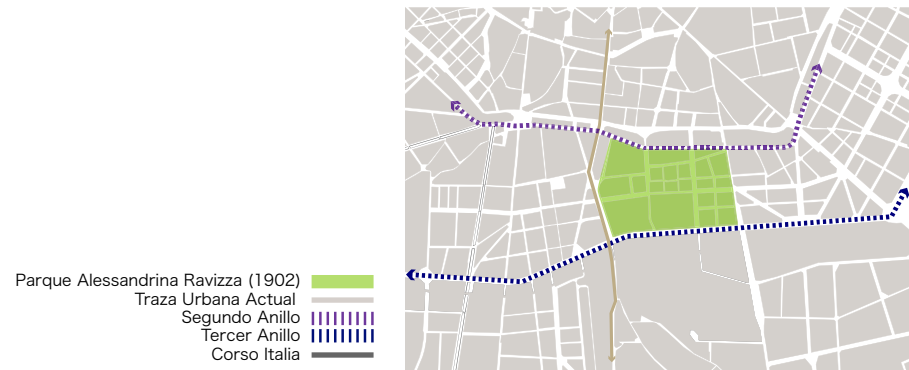 Parque Alessandrina Ravizza (1902)
Traza Urbana Actual
Segundo Anillo
Tercer Anillo
Corso Italia